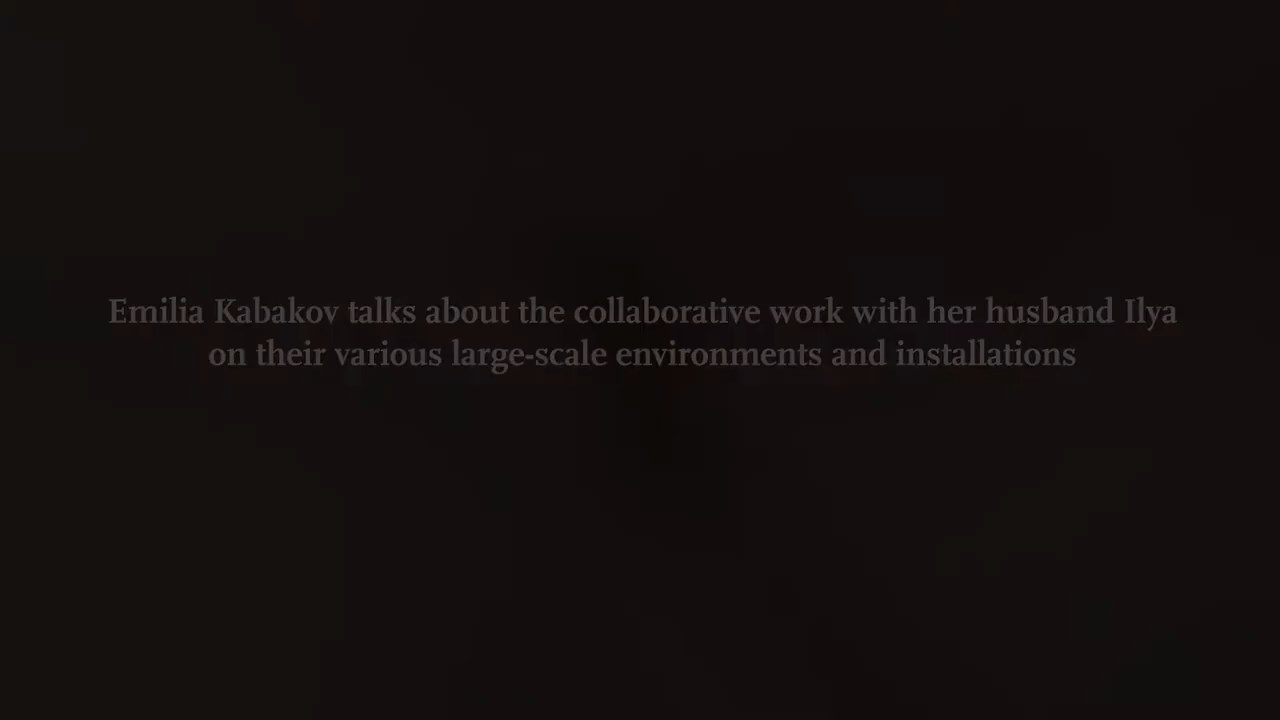 Emilia Kabakov talks about the collaborative work with her husband Ilya
on their various large-scale environments and installations